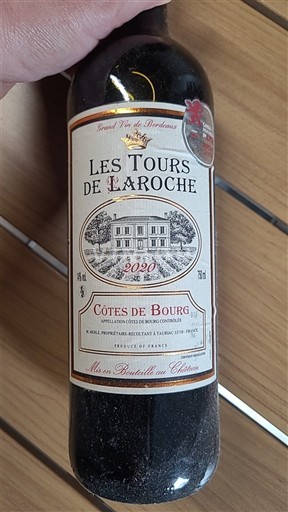 Grand Vin de Bordeaux
LES TOURS
DE LAROCHE
2020
750ml
CÔTES DE BOURG
APPELLATION CÔTES DE BOURG CONTRÔLÉE
PRODUCE OF FRANCE
Mis en Bouteille au Château